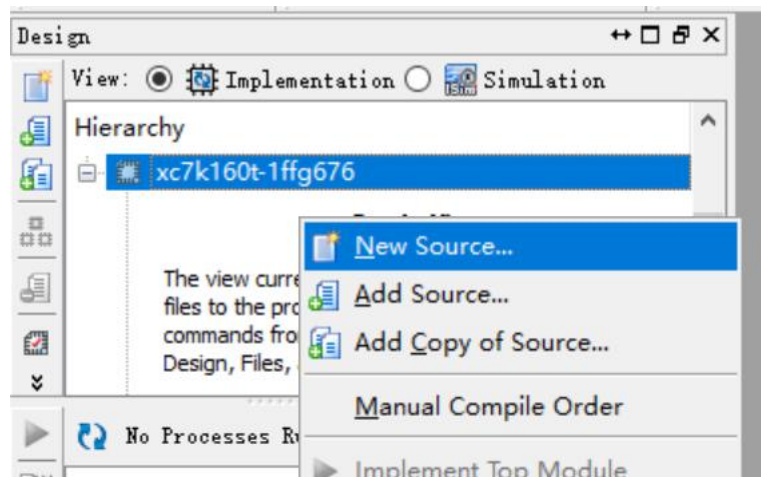 Design
View: Implementation Simulation
Hierarchy
xc7k160t-1ffg676
New Source...
The view curre
files to the pro
Add Source...
commands fro
Add Copy of Source...
Design, Files,
Manual Compile Order
No Processes Ru
Implement Top Module